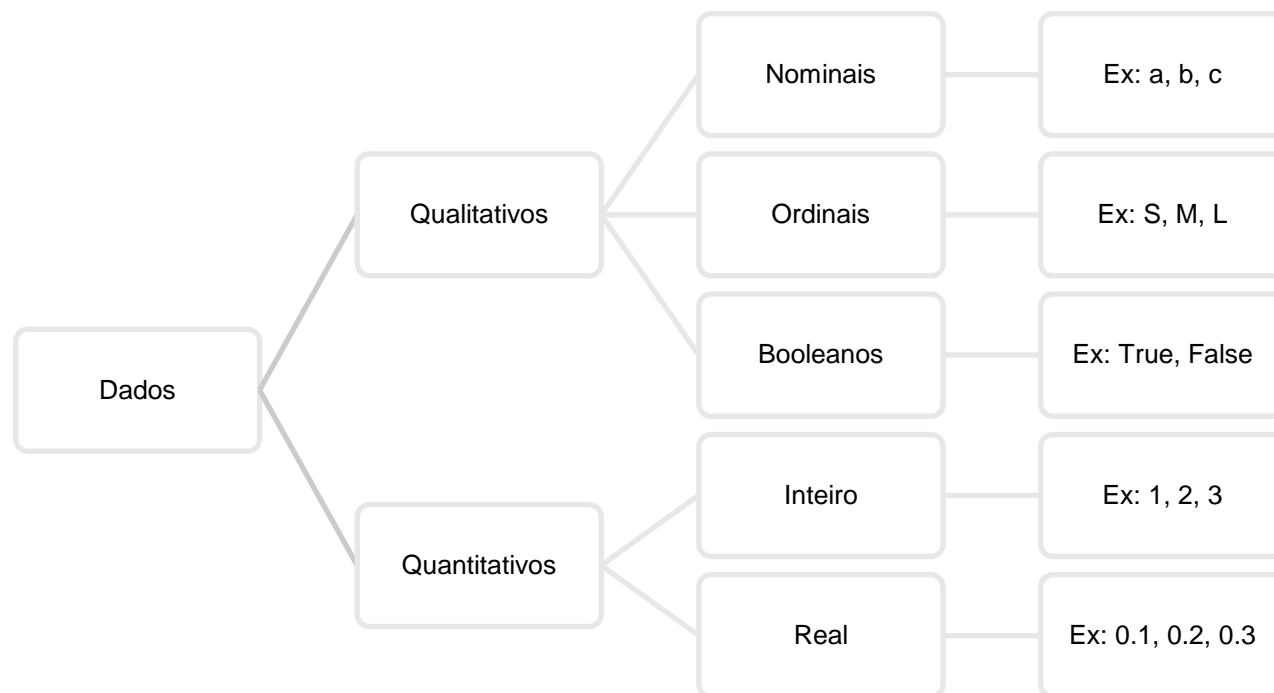 Nominais
Ex: a, b, c
Qualitativos
Ordinais
Ex: S, M, L
Booleanos
Ex: True, False
Dados
Inteiro
Ex: 1, 2, 3
Quantitativos
Real
Ex: 0.1, 0.2, 0.3